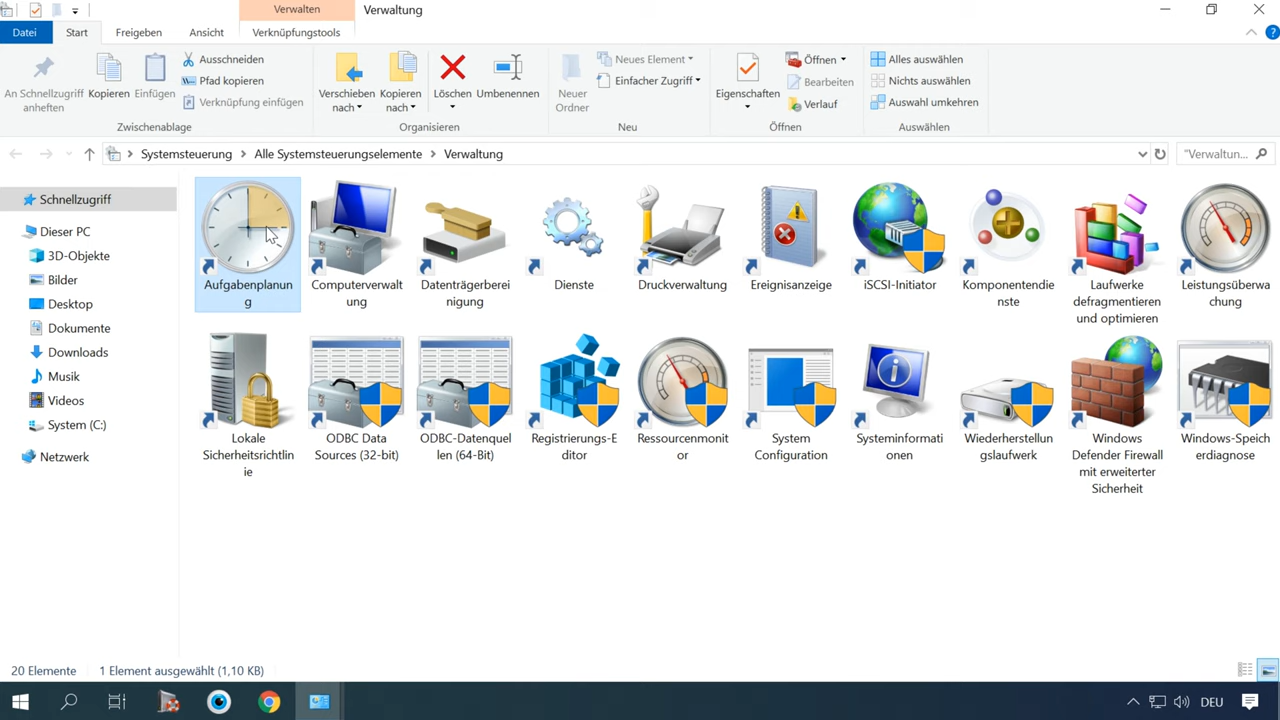 Verwalten
Verwaltung
Datei
Start
Freigeben
Ansicht
Verknüpfungstools
An Schnellzugriff
anheften
Kopieren
Einfügen
Ausschneiden
Pfad kopieren
Verknüpfung einfügen
Zwischenablage
Verschieben
nach
Kopieren
nach
Löschen
Umbenennen
Organisieren
Neuer
Ordner
Neues Element
Einfacher Zugriff
Neu
Eigenschaften
Öffnen
Bearbeiten
Verlauf
Öffnen
Alles auswählen
Nichts auswählen
Auswahl umkehren
Auswählen
Systemsteuerung
Alle Systemsteuerungselemente
Verwaltung
"Verwaltun...
Schnellzugriff
Dieser PC
3D-Objekte
Bilder
Desktop
Dokumente
Downloads
Musik
Videos
System (C:)
Netzwerk
Aufgabenplanun
g
Computerverwalt
ung
Datenträgerberei
nigung
Dienste
Druckverwaltung
Ereignisanzeige
iSCSI-Initiator
Komponentendie
nste
Laufwerke
defragmentieren
und optimieren
Leistungsüberwa
chung
Lokale
Sicherheitsrichtlin
ie
ODBC Data
Sources (32-bit)
ODBC-Datenquel
len (64-Bit)
Registrierungs-E
ditor
Ressourcenmonit
or
System
Configuration
Systeminformati
onen
Wiederherstellun
gslaufwerk
Windows
Defender Firewall
mit erweiterter
Sicherheit
Windows-Speich
erdiagnose
20 Elemente
1 Element ausgewählt (1,10 KB)
DEU